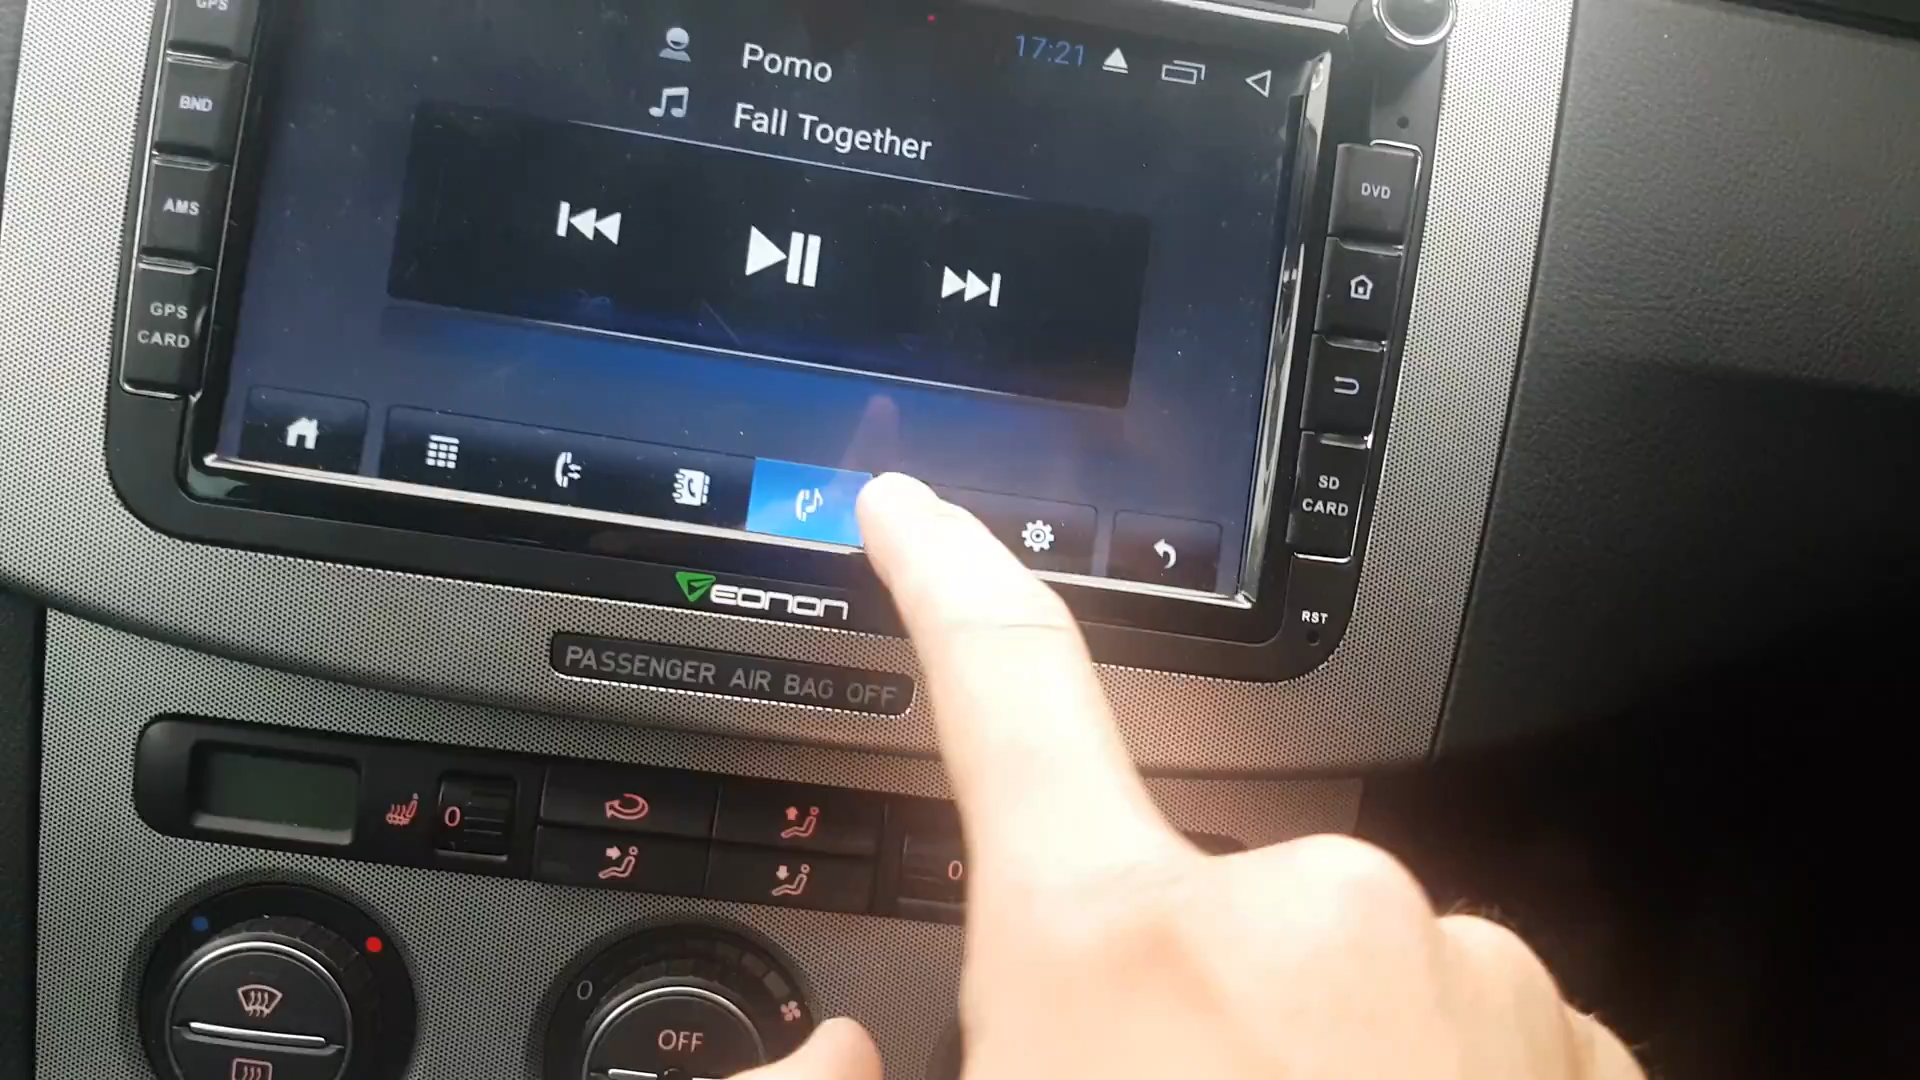 GPS
Pomo
17:21
Fall Together
BND
AMS
GPS
CARD
DVD
SD
CARD
RST
EONON
PASSENGER AIR BAG OFF
0
0
0
OFF